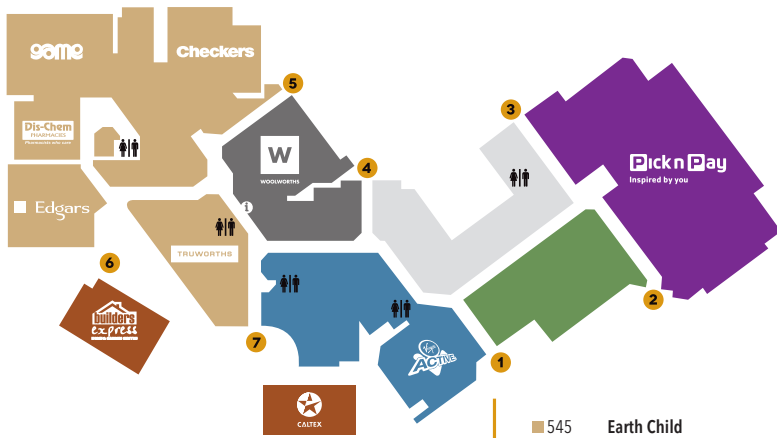 game
Checkers
5
3
Dis-Chem
PHARMACIES
Pharmacists who care
W
WOOLWORTHS
4
Pick n Pay
Inspired by you
Edgars
i
TRUWORTHS
6
builders
express
2
7
Virgin
ACTIVE
1
CALTEX
545 Earth Child